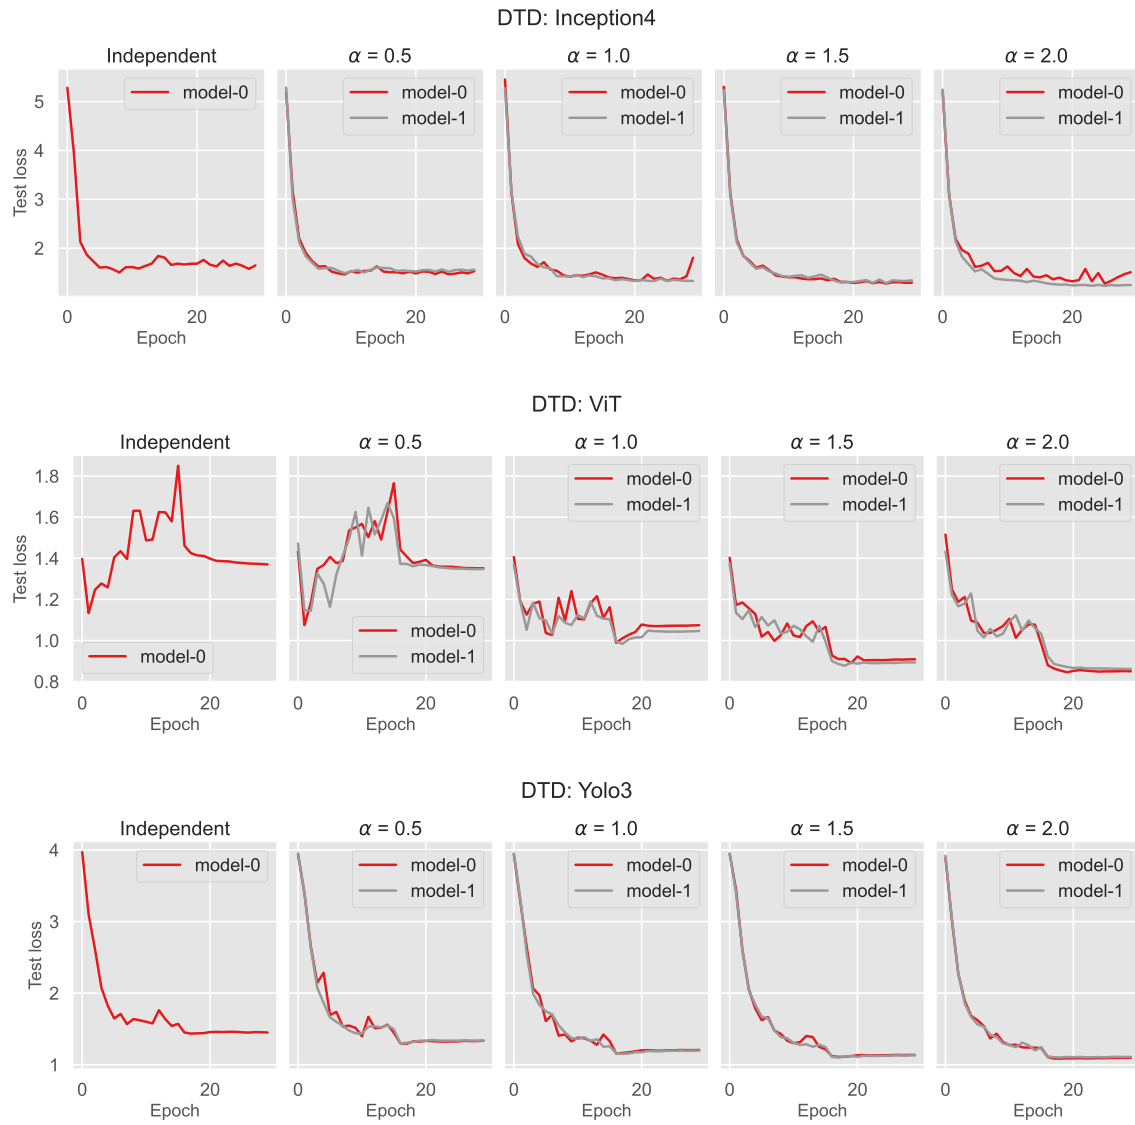 DTD: Inception4
Independent
α = 0.5
α = 1.0
α = 1.5
α = 2.0
Test loss
5
4
3
2
model-0
model-0
model-1
model-0
model-1
model-0
model-1
model-0
model-1
0 20
0 20
0 20
0 20
0 20
Epoch
Epoch
Epoch
Epoch
Epoch
DTD: ViT
Independent
α = 0.5
α = 1.0
α = 1.5
α = 2.0
Test loss
1.8
1.6
1.4
1.2
1.0
0.8
model-0
model-0
model-1
model-0
model-1
model-0
model-1
model-0
model-1
0 20
0 20
0 20
0 20
0 20
Epoch
Epoch
Epoch
Epoch
Epoch
DTD: Yolo3
Independent
α = 0.5
α = 1.0
α = 1.5
α = 2.0
Test loss
4
3
2
1
model-0
model-0
model-1
model-0
model-1
model-0
model-1
model-0
model-1
0 20
0 20
0 20
0 20
0 20
Epoch
Epoch
Epoch
Epoch
Epoch